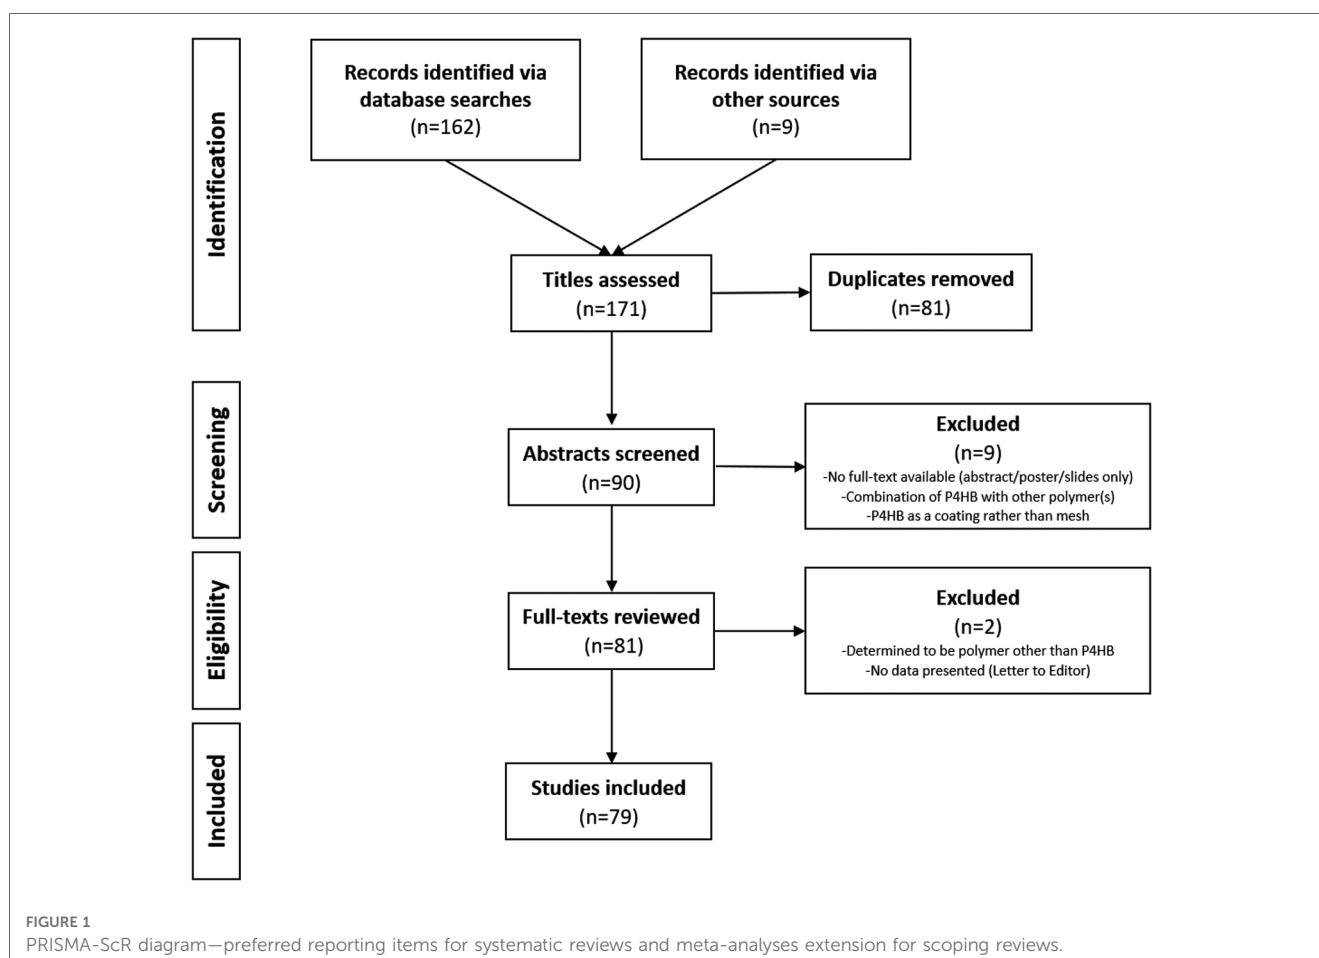 Identification
Records identified via
database searches
(n=162)
Records identified via
other sources
(n=9)
Titles assessed
(n=171)
Duplicates removed
(n=81)
Screening
Abstracts screened
(n=90)
Excluded
(n=9)
-No full-text available (abstract/poster/slides only)
-Combination of P4HB with other polymer(s)
-P4HB as a coating rather than mesh
Eligibility
Full-texts reviewed
(n=81)
Excluded
(n=2)
-Determined to be polymer other than P4HB
-No data presented (Letter to Editor)
Included
Studies included
(n=79)
FIGURE 1
PRISMA-ScR diagram—preferred reporting items for systematic reviews and meta-analyses extension for scoping reviews.